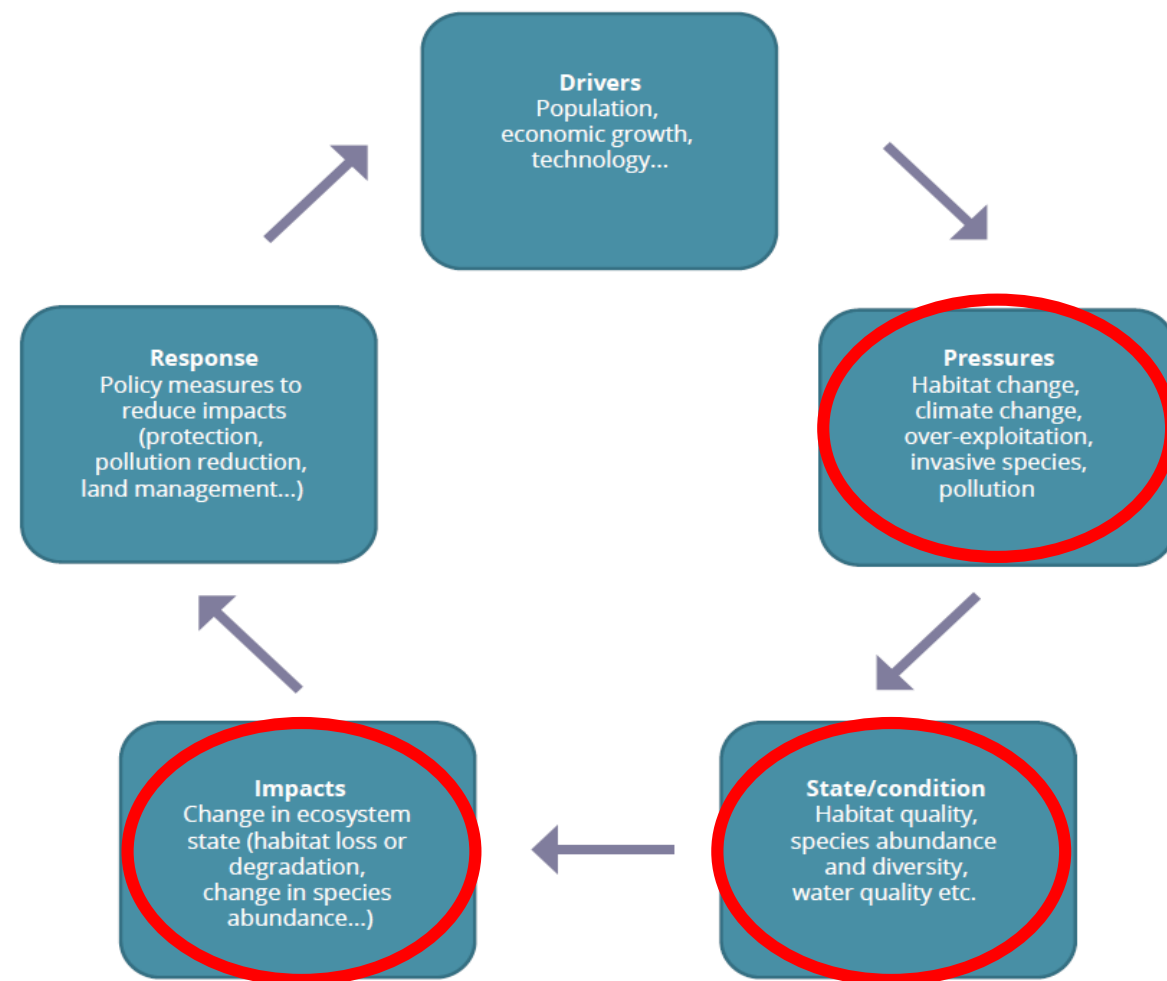 Drivers
Population,
economic growth,
technology...
Response
Policy measures to
reduce impacts
(protection,
pollution reduction,
land management...)
Pressures
Habitat change,
climate change,
over-exploitation,
invasive species,
pollution
Impacts
Change in ecosystem
state (habitat loss or
degradation,
change in species
abundance...)
State/condition
Habitat quality,
species abundance
and diversity,
water quality etc.